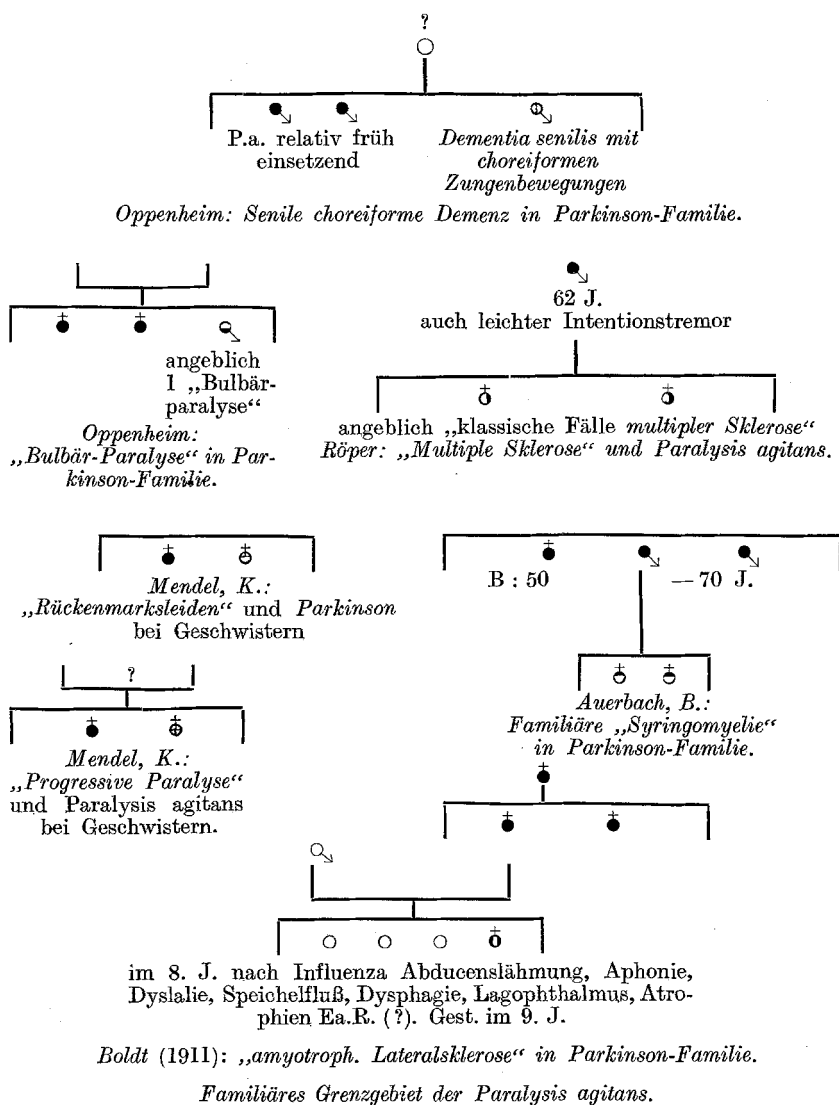 ?
P.a. relativ früh
einsetzend
Dementia senilis mit
choreiformen
Zungenbewegungen
Oppenheim: Senile choreiforme Demenz in Parkinson-Familie.
angeblich
1 „Bulbär-
paralyse“
Oppenheim:
„Bulbär-Paralyse“ in Par-
kinson-Familie.
62 J.
auch leichter Intentionstremor
angeblich „klassische Fälle multipler Sklerose“
Röper: „Multiple Sklerose“ und Paralysis agitans.
Mendel, K.:
„Rückenmarksleiden“ und Parkinson
bei Geschwistern
B : 50 — 70 J.
Auerbach, B.:
Familiäre „Syringomyelie“
in Parkinson-Familie.
?
Mendel, K.:
„Progressive Paralyse“
und Paralysis agitans
bei Geschwistern.
im 8. J. nach Influenza Abducenslähmung, Aphonie,
Dyslalie, Speichelfluß, Dysphagie, Lagophthalmus, Atro-
phien Ea.R. (?). Gest. im 9. J.
Boldt (1911): „amyotroph. Lateralsklerose“ in Parkinson-Familie.
Familiäres Grenzgebiet der Paralysis agitans.